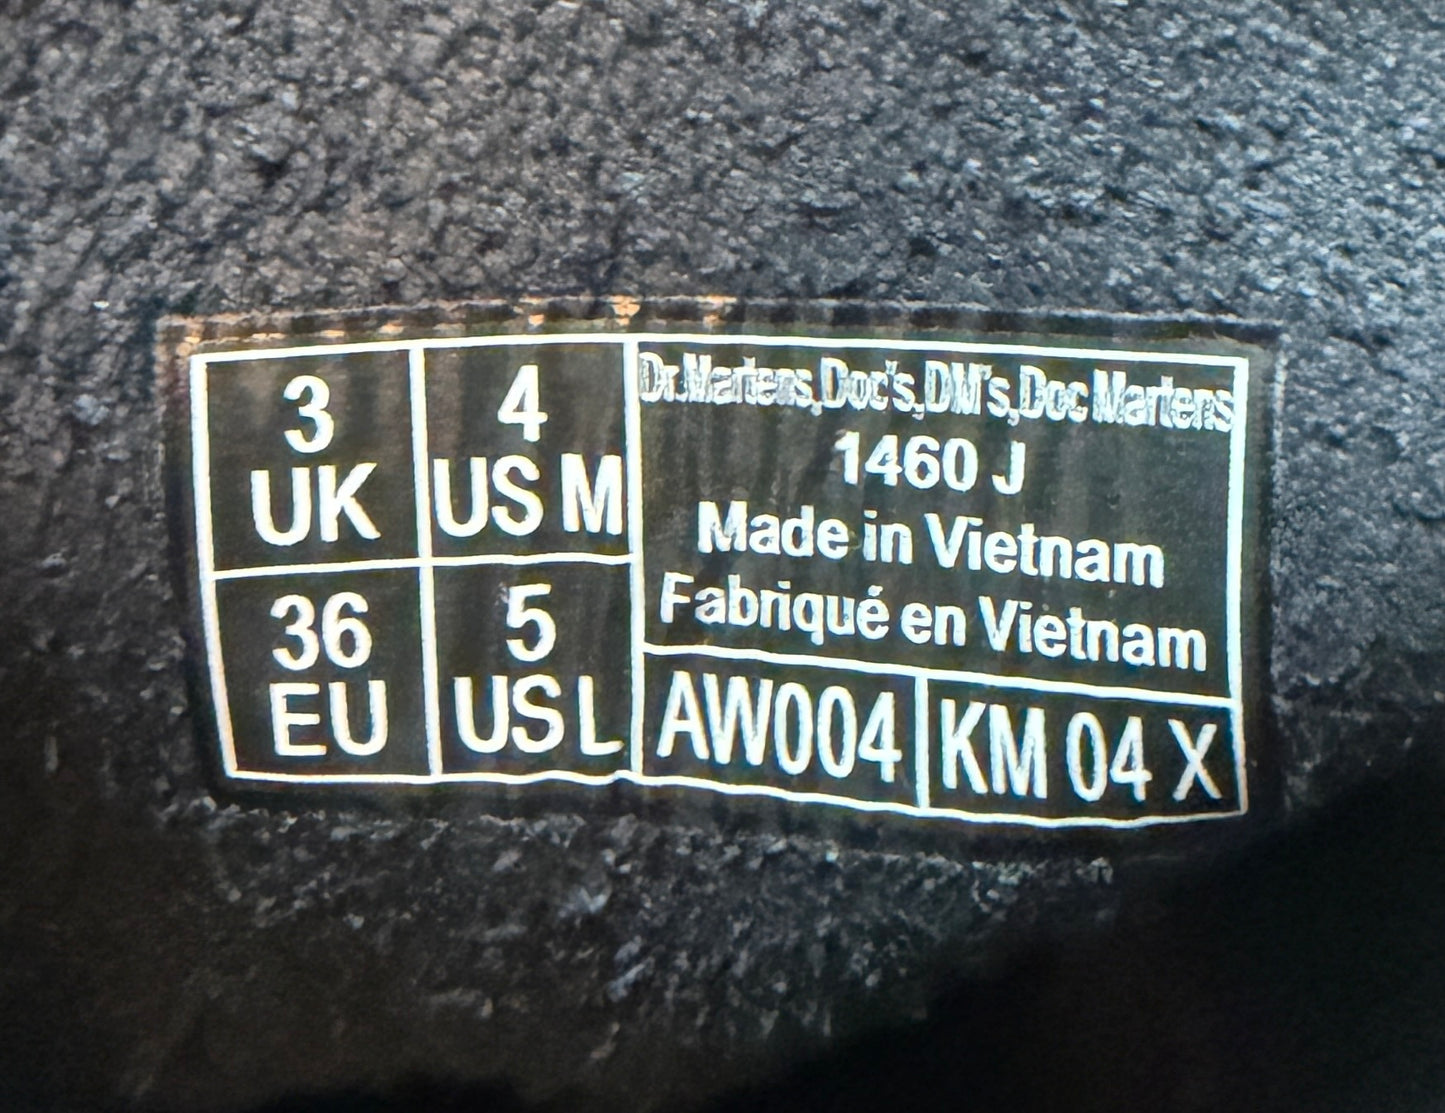 3
UK
4
US M
36
EU
5
US L
Dr.Martens,Doc's,DM's,Doc Martens
1460 J
Made in Vietnam
Fabriqué en Vietnam
AW004
KM 04 X